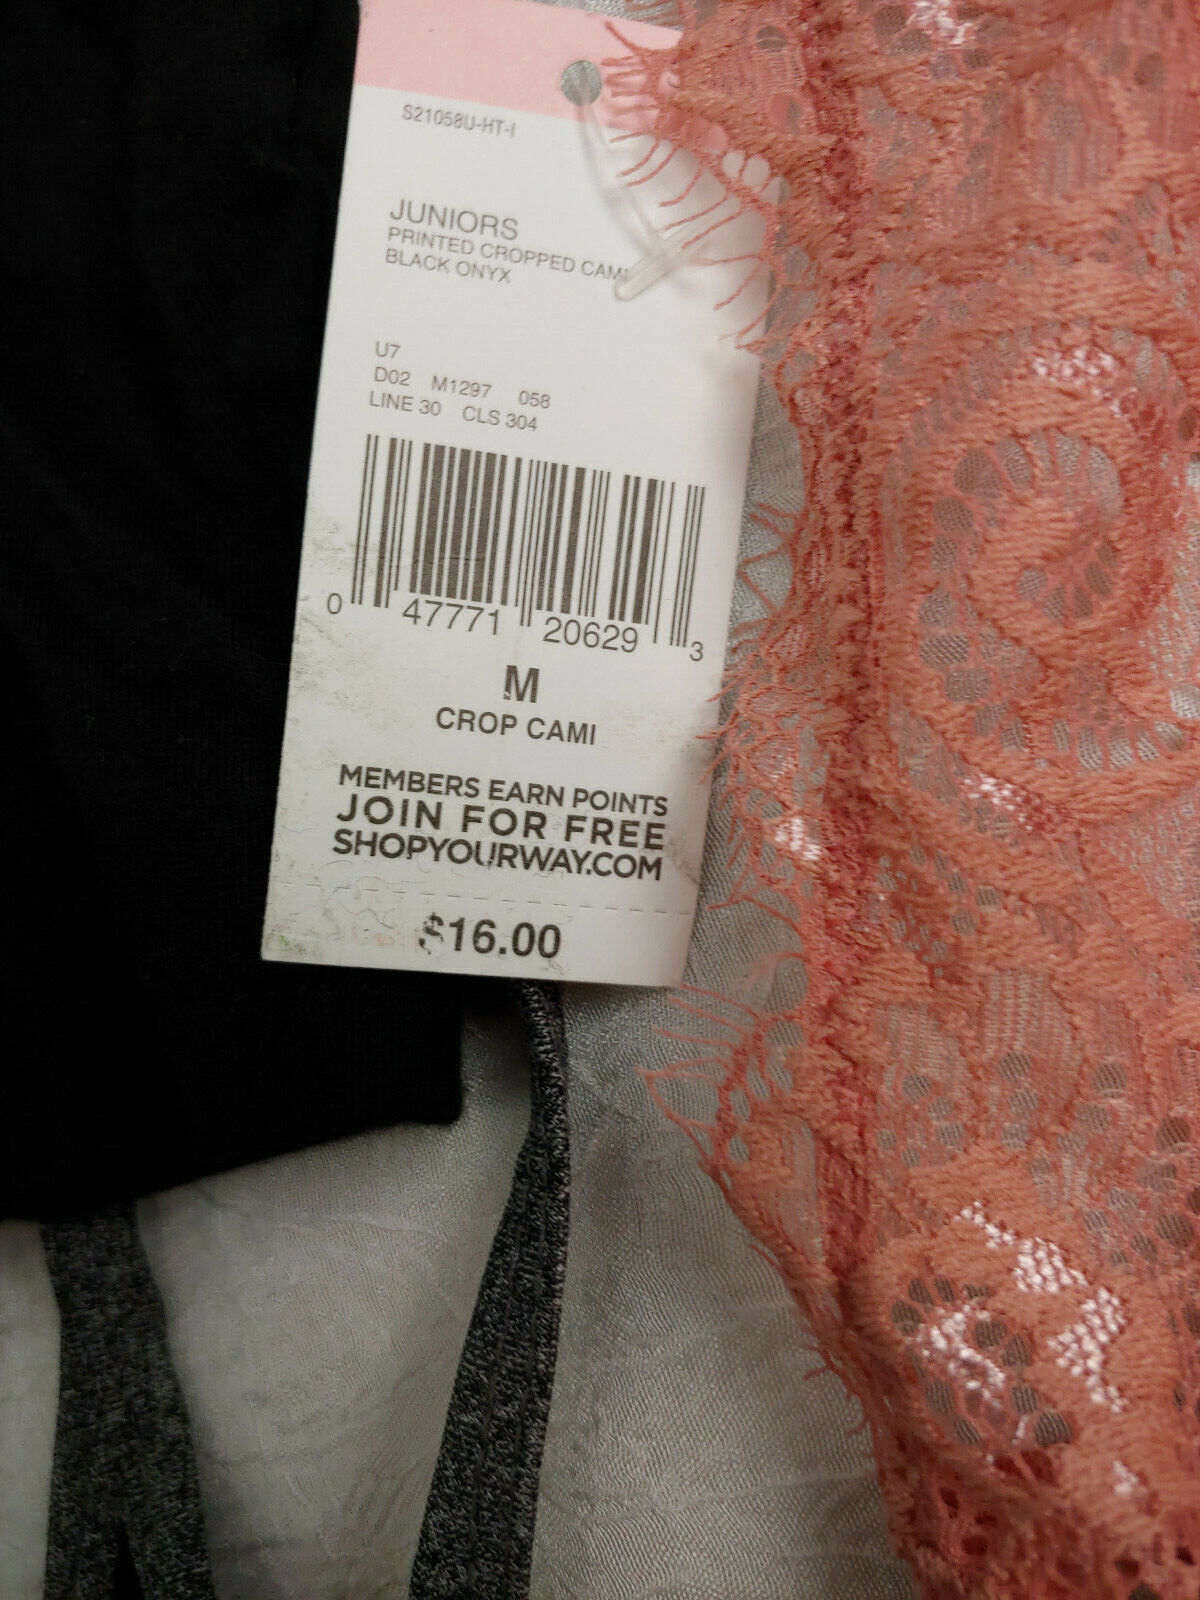 S21058U-HT-I
JUNIORS
PRINTED CROPPED
BLACK ONYX
U7
D02 M1297 058
LINE 30 CLS 304
0 47771 20629 3
M
CROP CAMI
MEMBERS EARN POINTS
JOIN FOR FREE
SHOPYOURWAY.COM
$16.00